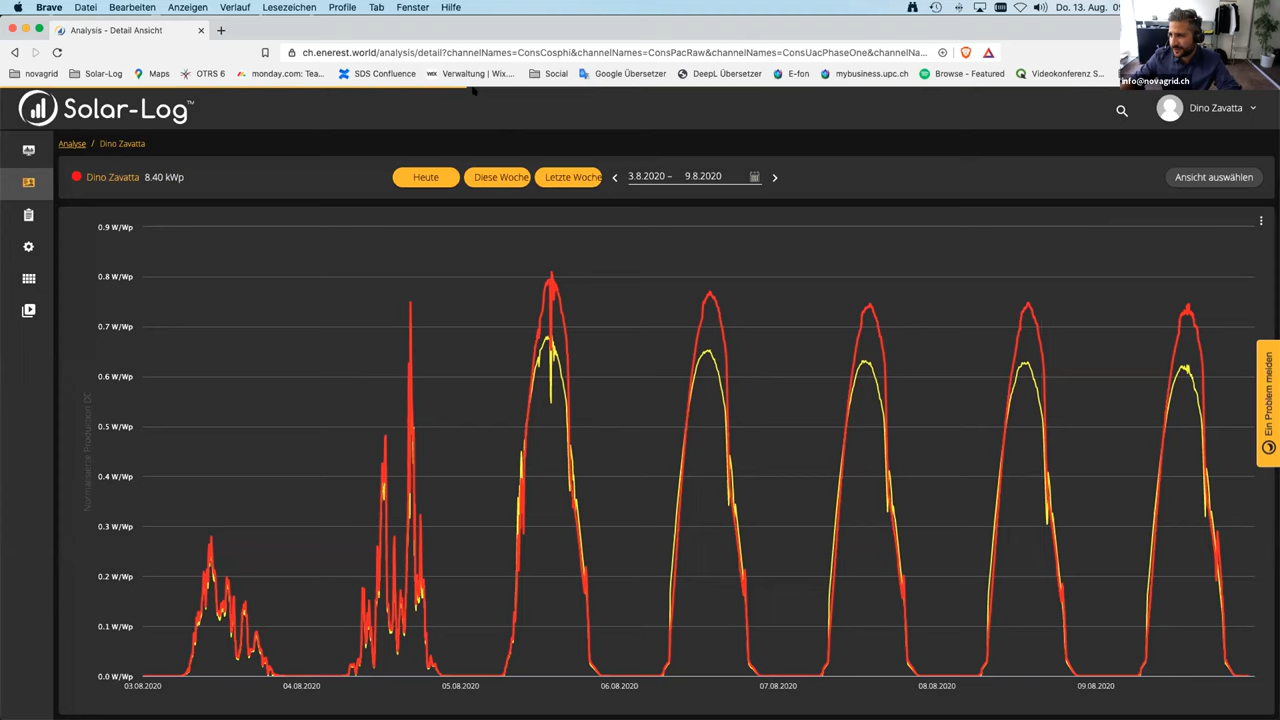 Brave Datei Bearbeiten Anzeigen Verlauf Lesezeichen Profile Tab Fenster Hilfe Do. 13. Aug.
Analysis - Detail Ansicht
ch.enerest.world/analysis/detail?channelNames=ConsCosphi&channelNames=ConsPacRaw&channelNames=ConsUacPhaseOne&channelNa...
novagrid Solar-Log Maps OTRS 6 monday.com: Tea... SDS Confluence WIX Verwaltung | Wix.... Social Google Übersetzer DeepL Übersetzer E-fon mybusiness.upc.ch Browse - Featured Videokonferenz S...
info@novagrid.ch
Solar-Log™
Dino Zavatta
Analyse / Dino Zavatta
Dino Zavatta 8.40 kWp
Heute
Diese Woche
Letzte Woche
3.8.2020 – 9.8.2020
Ansicht auswählen
0.9 W/Wp
0.8 W/Wp
0.7 W/Wp
0.6 W/Wp
0.5 W/Wp
0.4 W/Wp
0.3 W/Wp
0.2 W/Wp
0.1 W/Wp
0.0 W/Wp
Normalisierte Produktion DC
03.08.2020 04.08.2020 05.08.2020 06.08.2020 07.08.2020 08.08.2020 09.08.2020
Ein Problem melden